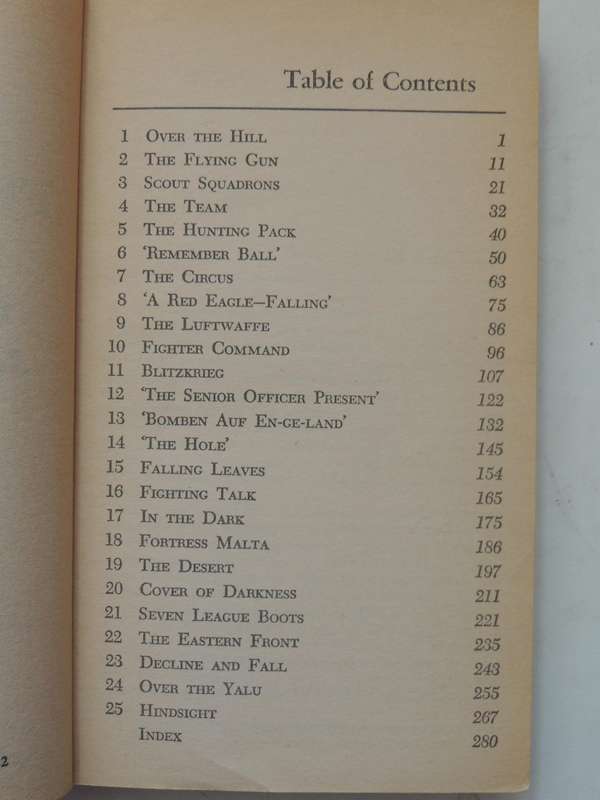 Table of Contents
1 Over the Hill 1
2 The Flying Gun 11
3 Scout Squadrons 21
4 The Team 32
5 The Hunting Pack 40
6 ‘Remember Ball’ 50
7 The Circus 63
8 ‘A Red Eagle—Falling’ 75
9 The Luftwaffe 86
10 Fighter Command 96
11 Blitzkrieg 107
12 ‘The Senior Officer Present’ 122
13 ‘Bomben Auf En-ge-land’ 132
14 ‘The Hole’ 145
15 Falling Leaves 154
16 Fighting Talk 165
17 In the Dark 175
18 Fortress Malta 186
19 The Desert 197
20 Cover of Darkness 211
21 Seven League Boots 221
22 The Eastern Front 235
23 Decline and Fall 243
24 Over the Yalu 255
25 Hindsight 267
Index 280
2